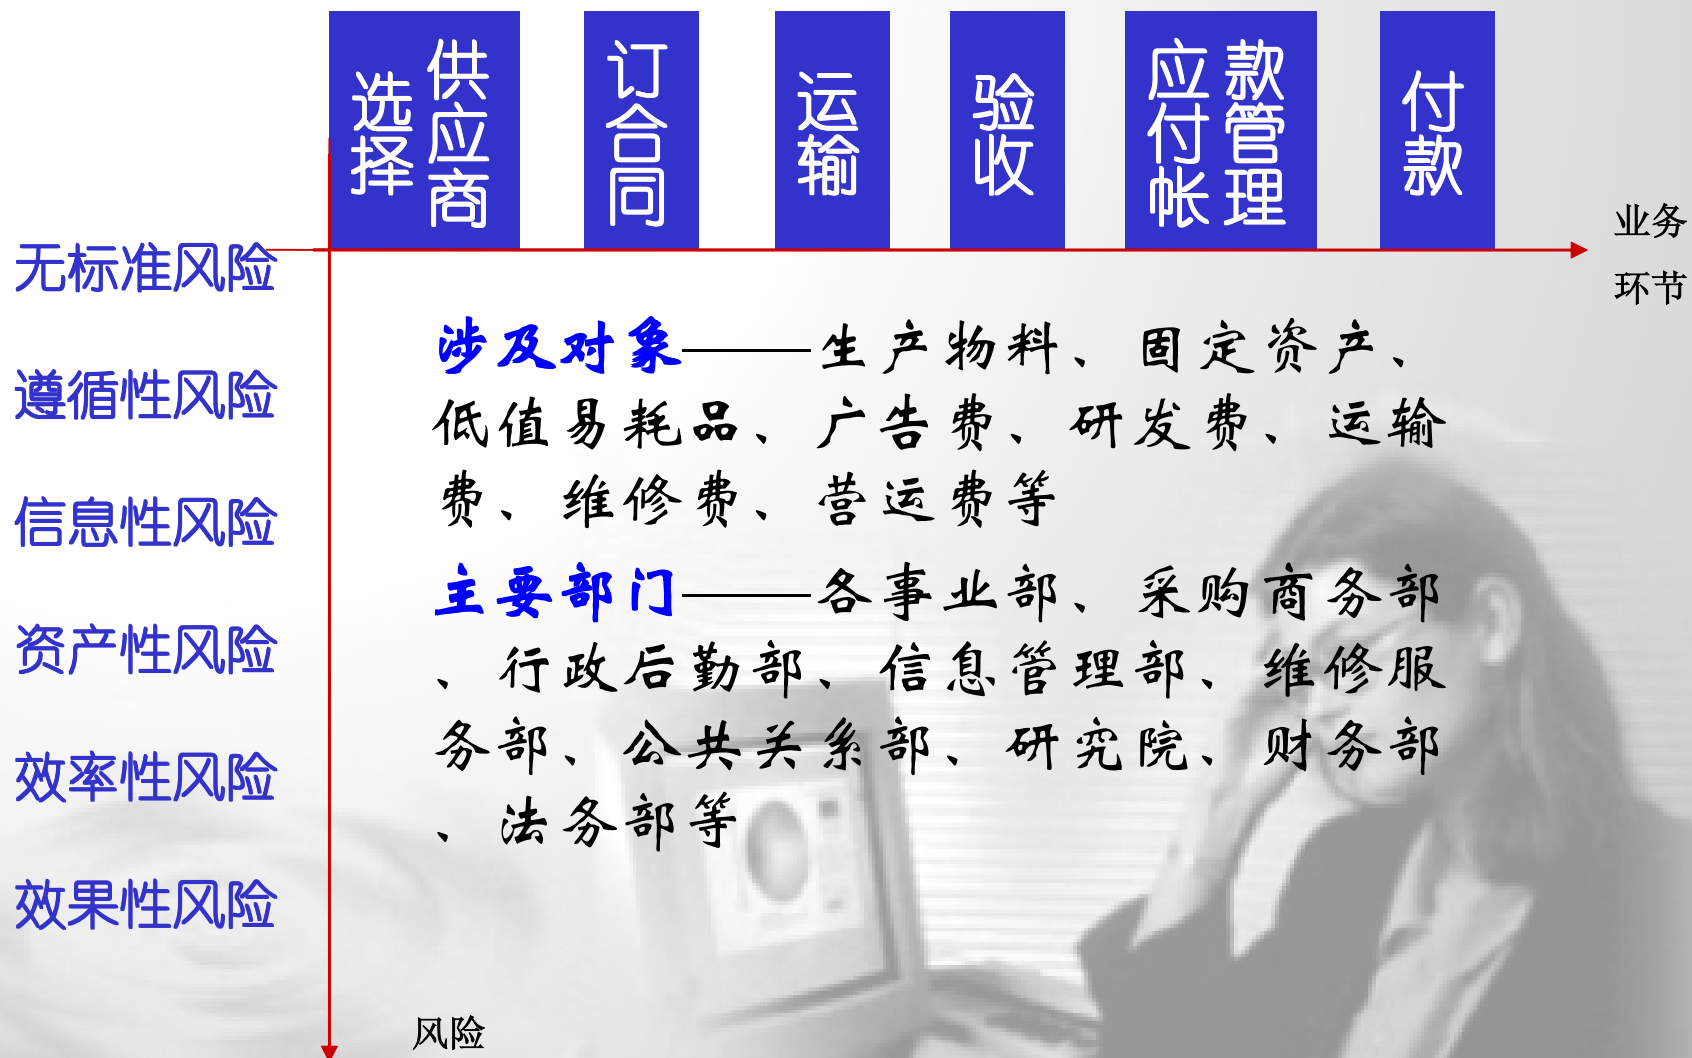 选择
供应商
订合同
运输
验收
应付帐
款管理
付款
业务
环节
无标准风险
遵循性风险
信息性风险
资产性风险
效率性风险
效果性风险
涉及对象——生产物料、固定资产、
低值易耗品、广告费、研发费、运输
费、维修费、营运费等
主要部门——各事业部、采购商务部
、行政后勤部、信息管理部、维修服
务部、公共关系部、研究院、财务部
、法务部等
风险